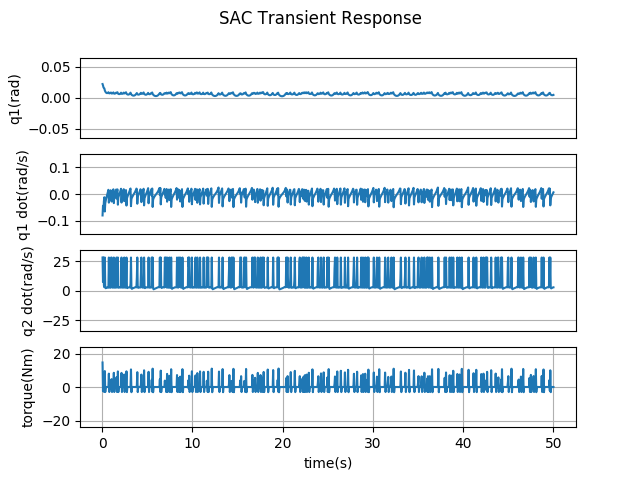 SAC Transient Response
q1(rad)
0.05
0.00
−0.05
q1 dot(rad/s)
0.1
0.0
−0.1
q2 dot(rad/s)
25
0
−25
torque(Nm)
20
0
−20
0 10 20 30 40 50
time(s)